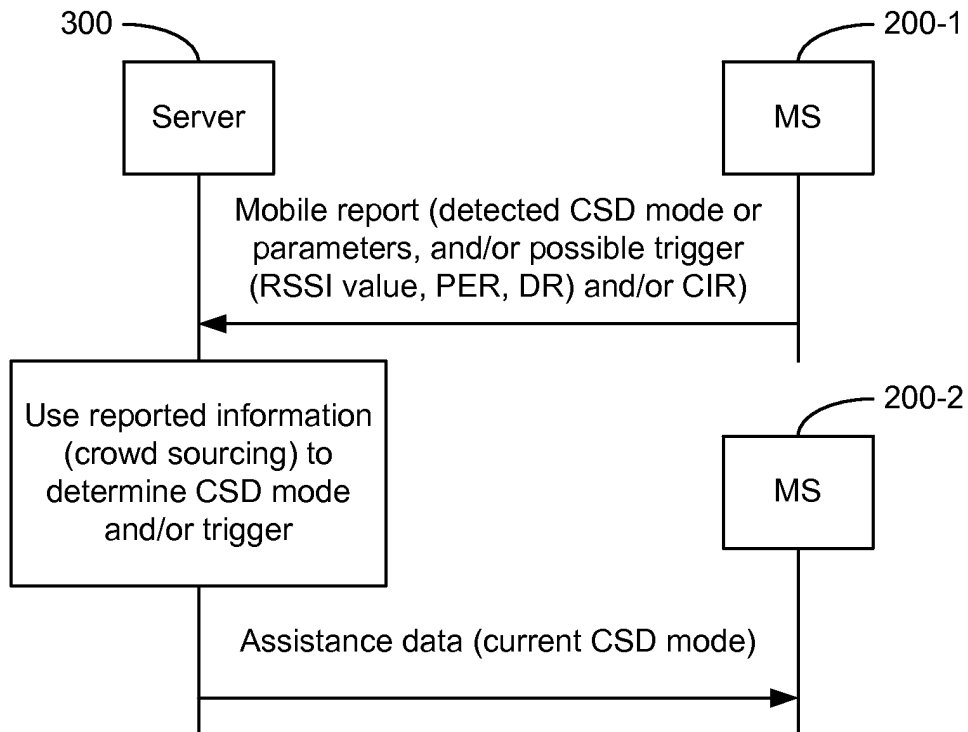 300
200-1
Server
MS
Mobile report (detected CSD mode or
parameters, and/or possible trigger
(RSSI value, PER, DR) and/or CIR)
Use reported information
(crowd sourcing) to
determine CSD mode
and/or trigger
200-2
MS
Assistance data (current CSD mode)